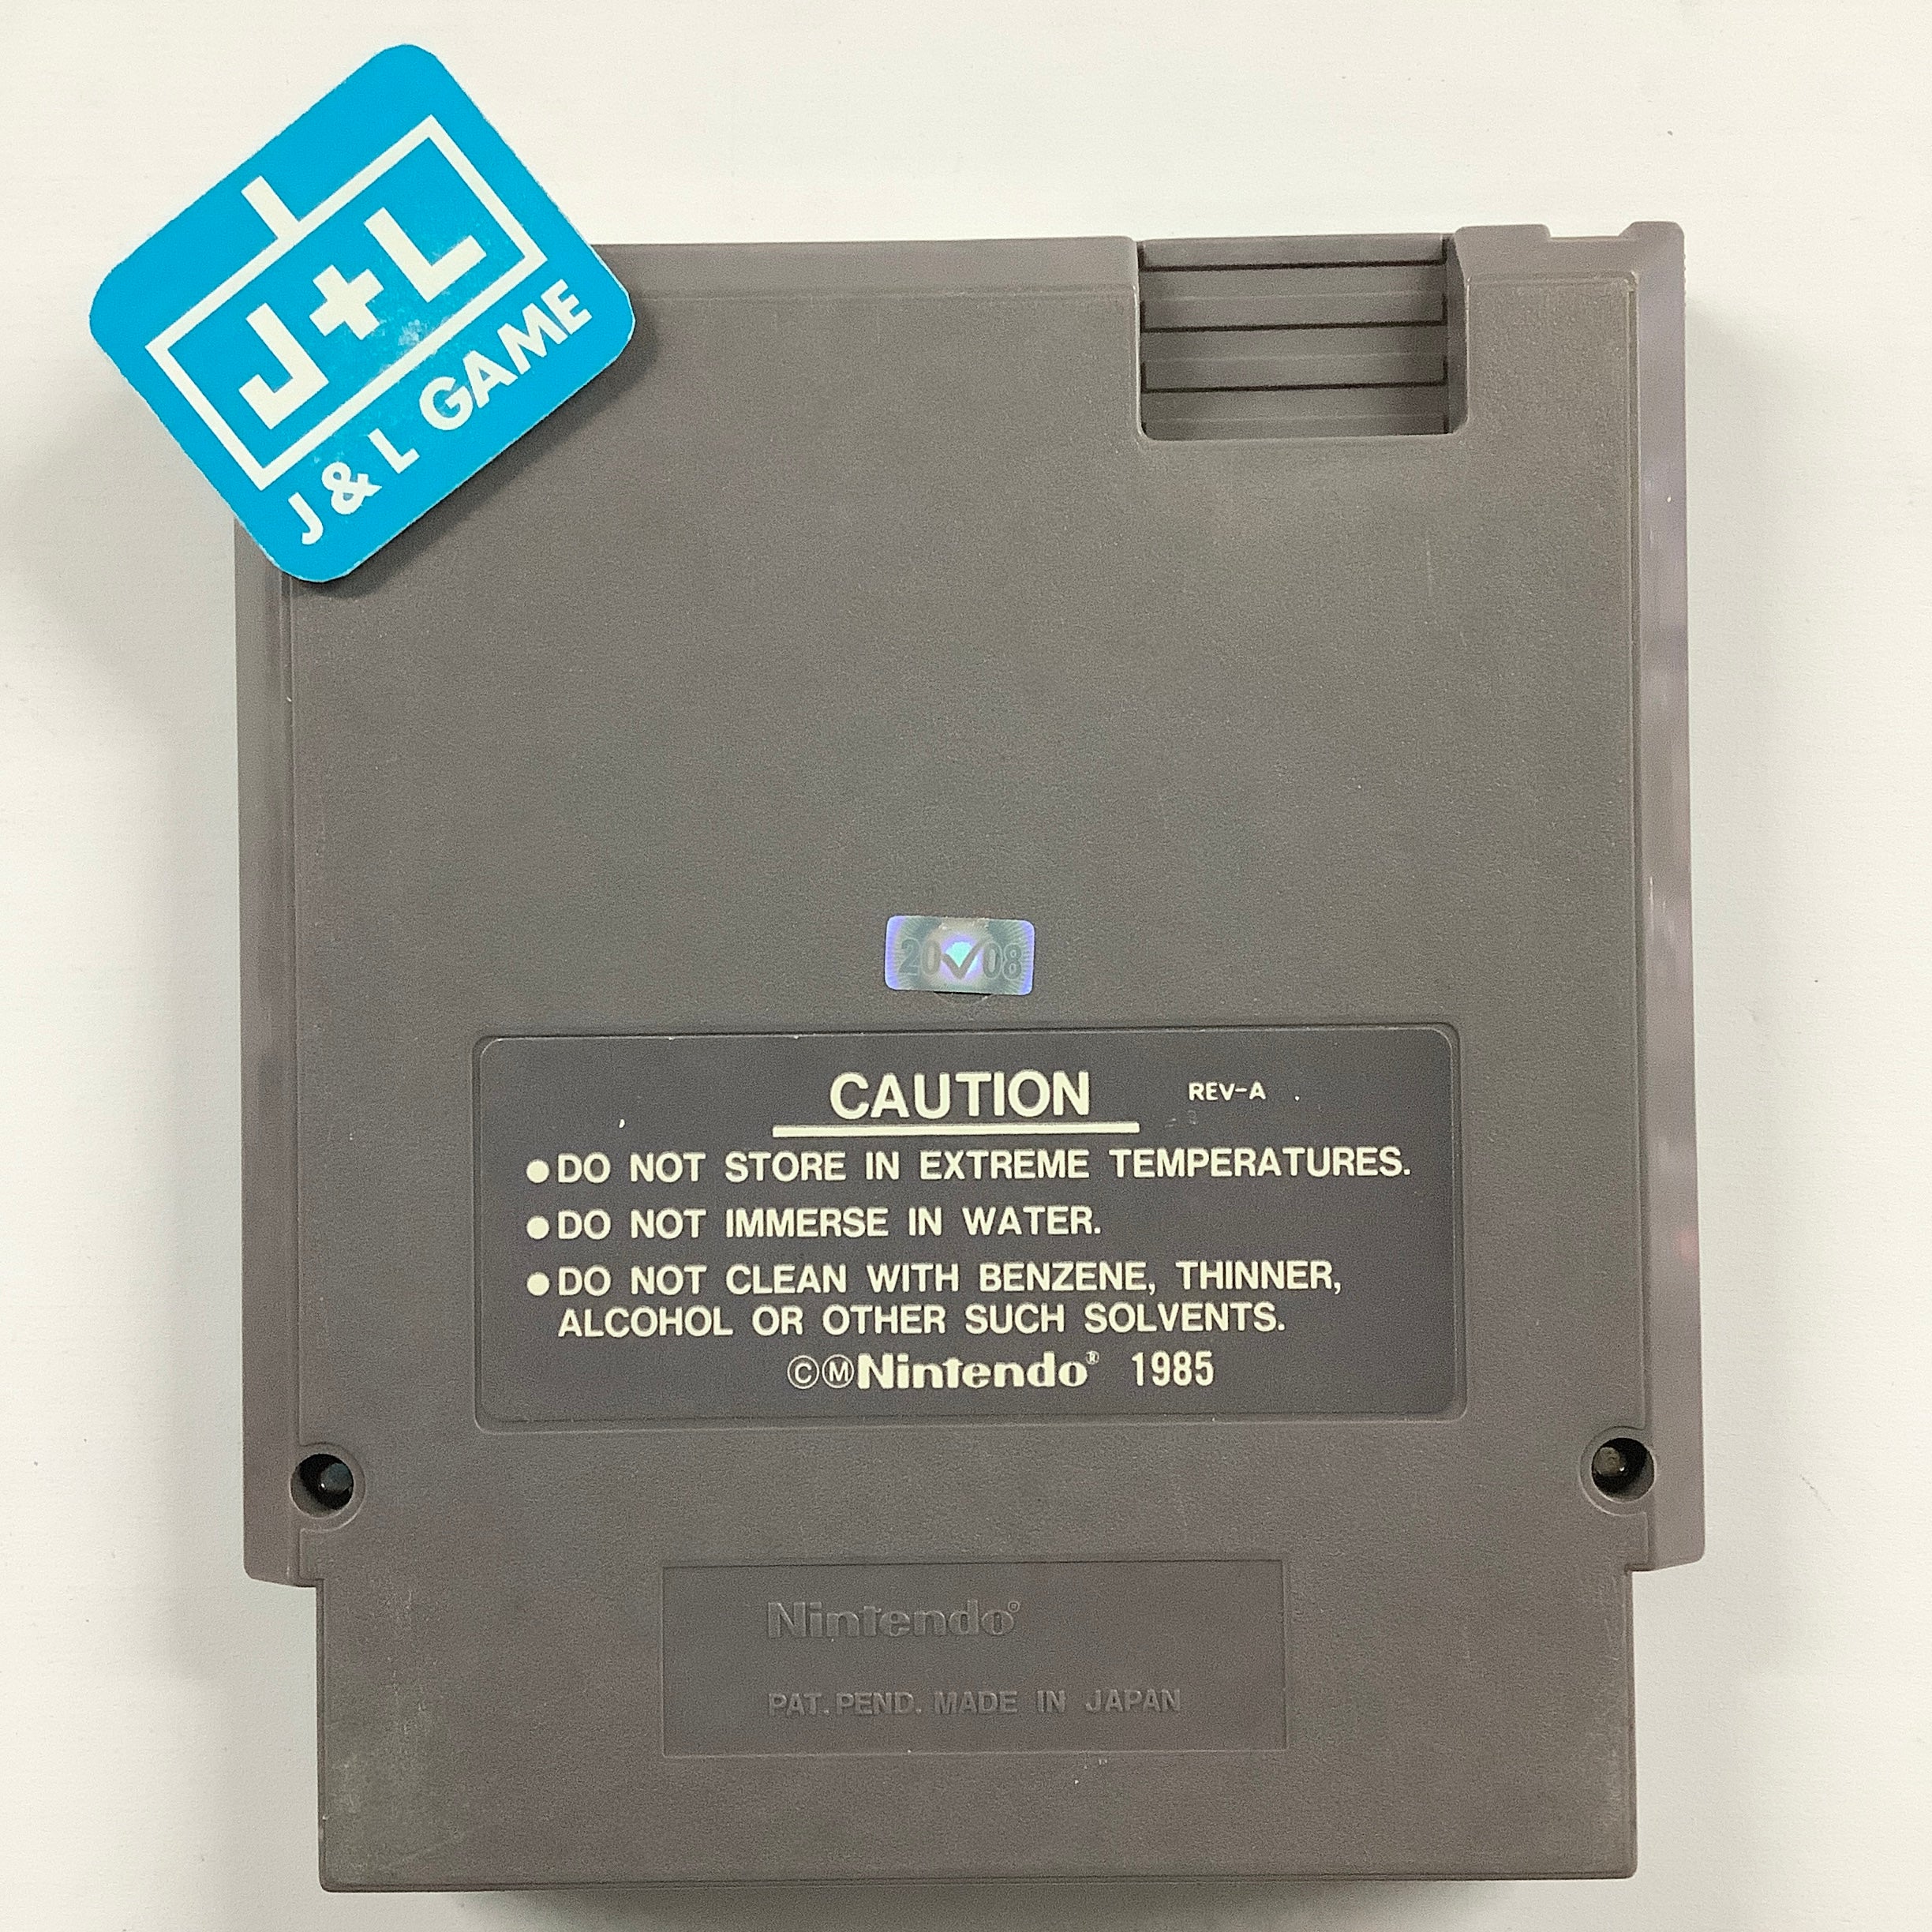 J+L
J & L GAME
20✓08
CAUTION REV-A
●DO NOT STORE IN EXTREME TEMPERATURES.
●DO NOT IMMERSE IN WATER.
●DO NOT CLEAN WITH BENZENE, THINNER,
ALCOHOL OR OTHER SUCH SOLVENTS.
©ⓂNintendo® 1985
Nintendo®
PAT. PEND. MADE IN JAPAN